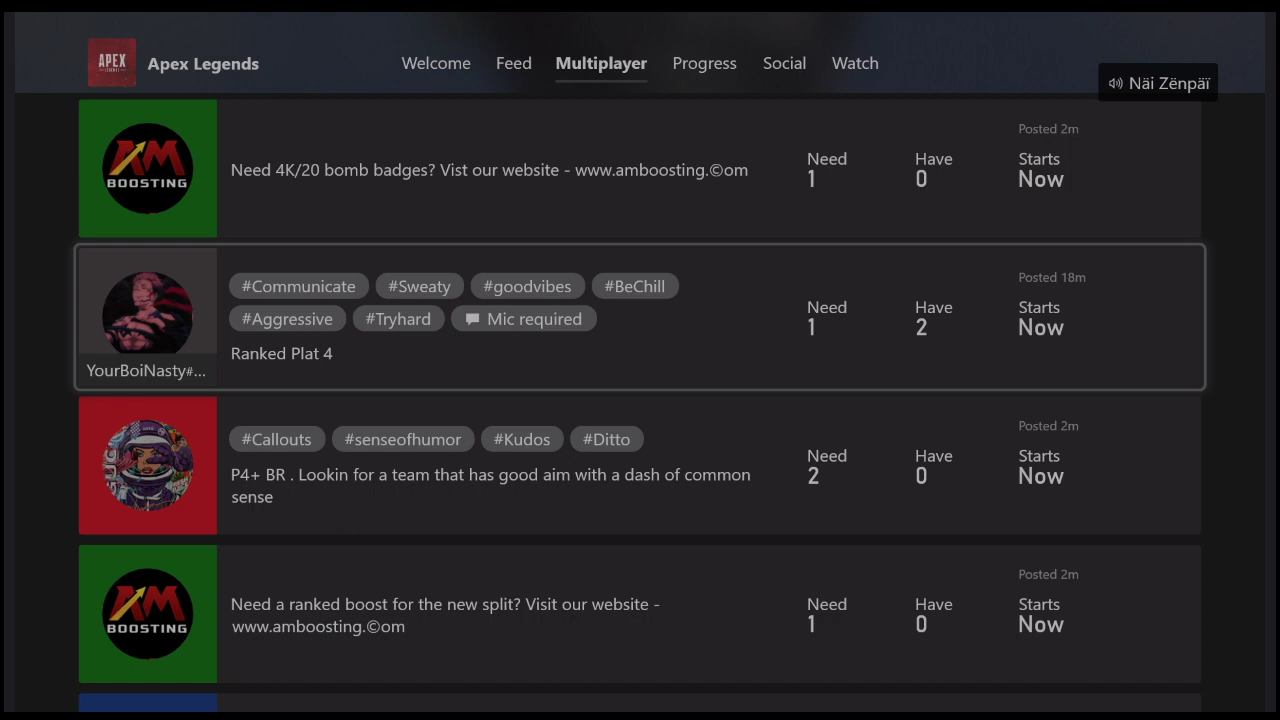 APEX
LEGENDS
Apex Legends
Welcome Feed Multiplayer Progress Social Watch
Näi Zënpäï
Posted 2m
AM
BOOSTING
Need 4K/20 bomb badges? Vist our website - www.amboosting.©om
Need Have Starts
1 0 Now
Posted 18m
#Communicate #Sweaty #goodvibes #BeChill
#Aggressive #Tryhard Mic required
Ranked Plat 4
Need Have Starts
1 2 Now
YourBoiNasty#...
Posted 2m
#Callouts #senseofhumor #Kudos #Ditto
P4+ BR . Lookin for a team that has good aim with a dash of common
sense
Need Have Starts
2 0 Now
Posted 2m
AM
BOOSTING
Need a ranked boost for the new split? Visit our website -
www.amboosting.©om
Need Have Starts
1 0 Now